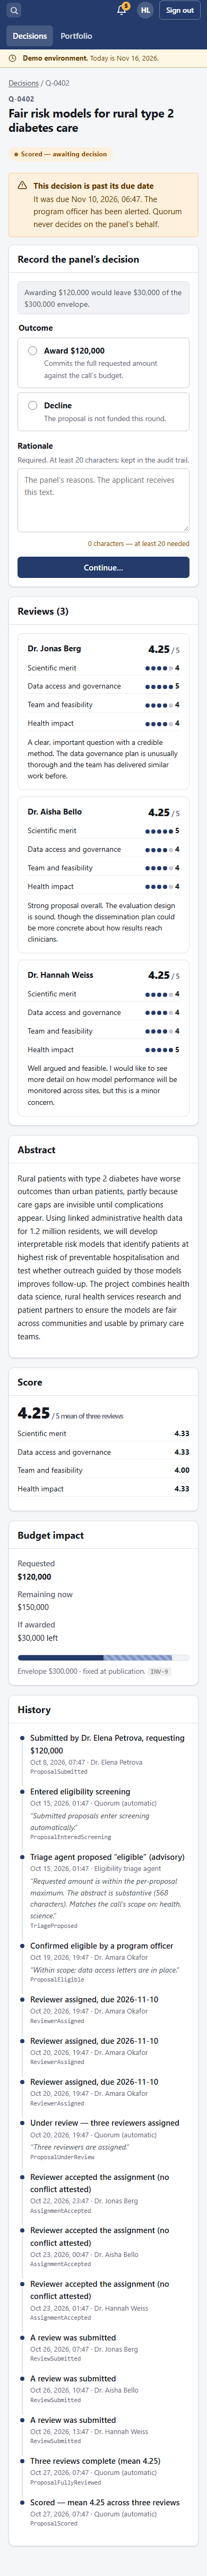 3
HL
Sign out
Decisions
Portfolio
Demo environment. Today is Nov 16, 2026.
Decisions / Q-0402
Q-0402
Fair risk models for rural type 2
diabetes care
Scored — awaiting decision
This decision is past its due date
It was due Nov 10, 2026, 06:47. The
program officer has been alerted. Quorum
never decides on the panel's behalf.
Record the panel's decision
Awarding $120,000 would leave $30,000 of the
$300,000 envelope.
Outcome
Award $120,000
Commits the full requested amount
against the call's budget.
Decline
The proposal is not funded this round.
Rationale
Required. At least 20 characters; kept in the audit trail.
The panel's reasons. The applicant receives
this text.
0 characters — at least 20 needed
Continue…
Reviews (3)
Dr. Jonas Berg 4.25 / 5
Scientific merit 4
Data access and governance 5
Team and feasibility 4
Health impact 4
A clear, important question with a credible
method. The data governance plan is unusually
thorough and the team has delivered similar
work before.
Dr. Aisha Bello 4.25 / 5
Scientific merit 5
Data access and governance 4
Team and feasibility 4
Health impact 4
Strong proposal overall. The evaluation design
is sound, though the dissemination plan could
be more concrete about how results reach
clinicians.
Dr. Hannah Weiss 4.25 / 5
Scientific merit 4
Data access and governance 4
Team and feasibility 4
Health impact 5
Well argued and feasible. I would like to see
more detail on how model performance will be
monitored across sites, but this is a minor
concern.
Abstract
Rural patients with type 2 diabetes have worse
outcomes than urban patients, partly because
care gaps are invisible until complications
appear. Using linked administrative health data
for 1.2 million residents, we will develop
interpretable risk models that identify patients at
highest risk of preventable hospitalisation and
test whether outreach guided by those models
improves follow-up. The project combines health
data science, rural health services research and
patient partners to ensure the models are fair
across communities and usable by primary care
teams.
Score
4.25 / 5 mean of three reviews
Scientific merit 4.33
Data access and governance 4.33
Team and feasibility 4.00
Health impact 4.33
Budget impact
Requested
$120,000
Remaining now
$150,000
If awarded
$30,000 left
Envelope $300,000 · fixed at publication. INV-9
History
Submitted by Dr. Elena Petrova, requesting
$120,000
Oct 8, 2026, 07:47 · Dr. Elena Petrova
ProposalSubmitted
Entered eligibility screening
Oct 15, 2026, 01:47 · Quorum (automatic)
"Submitted proposals enter screening
automatically."
ProposalEnteredScreening
Triage agent proposed "eligible" (advisory)
Oct 15, 2026, 01:47 · Eligibility triage agent
"Requested amount is within the per-proposal
maximum. The abstract is substantive (568
characters). Matches the call's scope on: health,
science."
TriageProposed
Confirmed eligible by a program officer
Oct 19, 2026, 19:47 · Dr. Amara Okafor
"Within scope; data access letters are in place."
ProposalEligible
Reviewer assigned, due 2026-11-10
Oct 20, 2026, 19:47 · Dr. Amara Okafor
ReviewerAssigned
Reviewer assigned, due 2026-11-10
Oct 20, 2026, 19:47 · Dr. Amara Okafor
ReviewerAssigned
Reviewer assigned, due 2026-11-10
Oct 20, 2026, 19:47 · Dr. Amara Okafor
ReviewerAssigned
Under review — three reviewers assigned
Oct 20, 2026, 19:47 · Quorum (automatic)
"Three reviewers are assigned."
ProposalUnderReview
Reviewer accepted the assignment (no
conflict attested)
Oct 22, 2026, 23:47 · Dr. Jonas Berg
AssignmentAccepted
Reviewer accepted the assignment (no
conflict attested)
Oct 23, 2026, 00:47 · Dr. Aisha Bello
AssignmentAccepted
Reviewer accepted the assignment (no
conflict attested)
Oct 23, 2026, 01:47 · Dr. Hannah Weiss
AssignmentAccepted
A review was submitted
Oct 26, 2026, 07:47 · Dr. Jonas Berg
ReviewSubmitted
A review was submitted
Oct 26, 2026, 10:47 · Dr. Aisha Bello
ReviewSubmitted
A review was submitted
Oct 26, 2026, 13:47 · Dr. Hannah Weiss
ReviewSubmitted
Three reviews complete (mean 4.25)
Oct 27, 2026, 07:47 · Quorum (automatic)
ProposalFullyReviewed
Scored — mean 4.25 across three reviews
Oct 27, 2026, 07:47 · Quorum (automatic)
ProposalScored